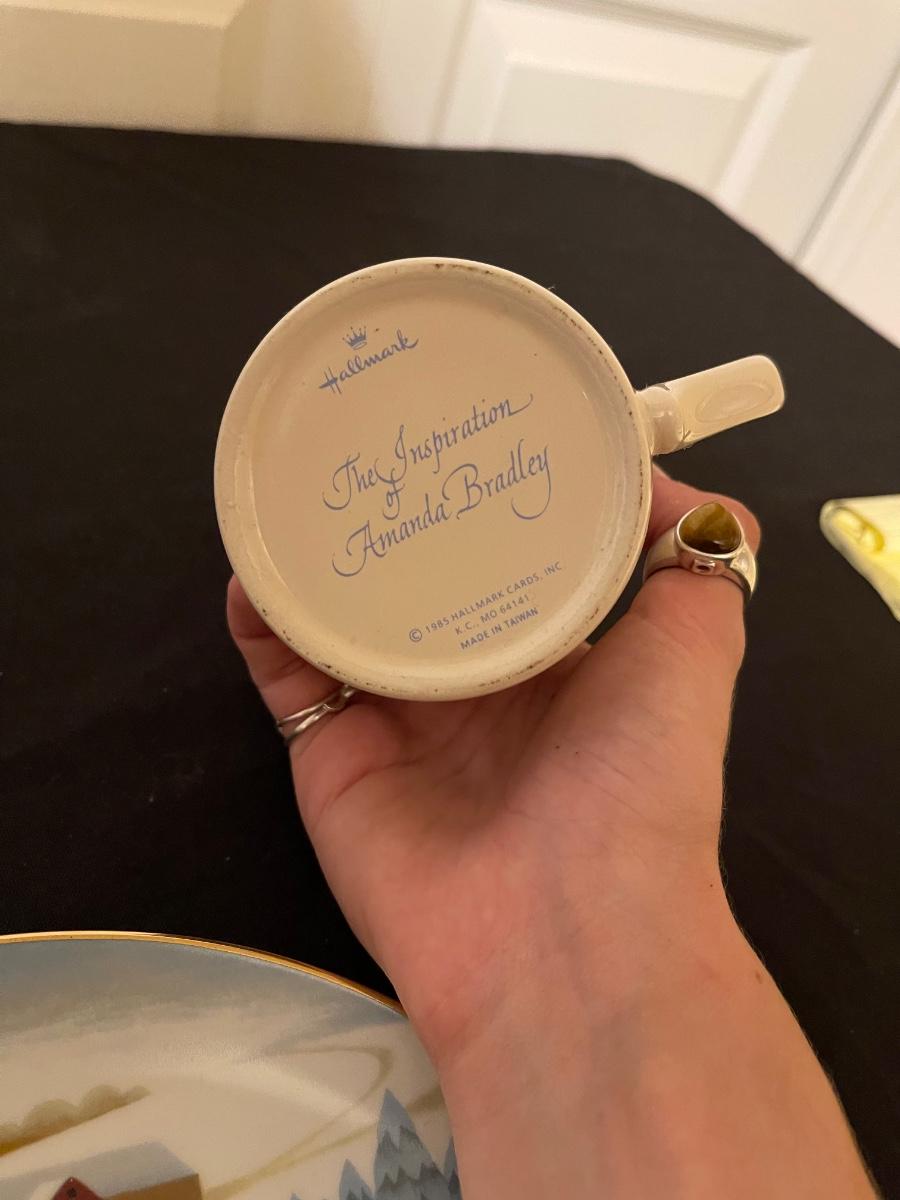 Hallmark
The Inspiration
of
Amanda Bradley
© 1985 HALLMARK CARDS, INC
K.C., MO 64141
MADE IN TAIWAN